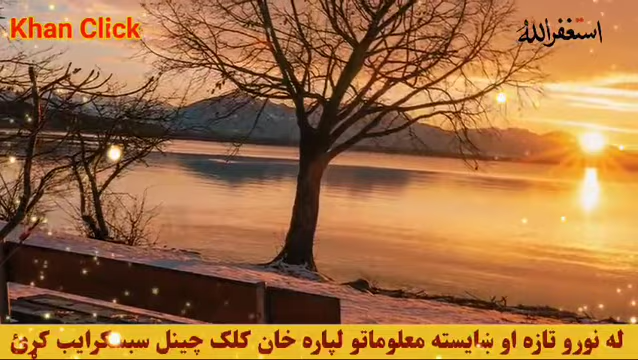 Khan Click
استغفرالله
له نورو تازه او ښایسته معلوماتو لپاره خان کلک چینل سبسکرایب کړئ